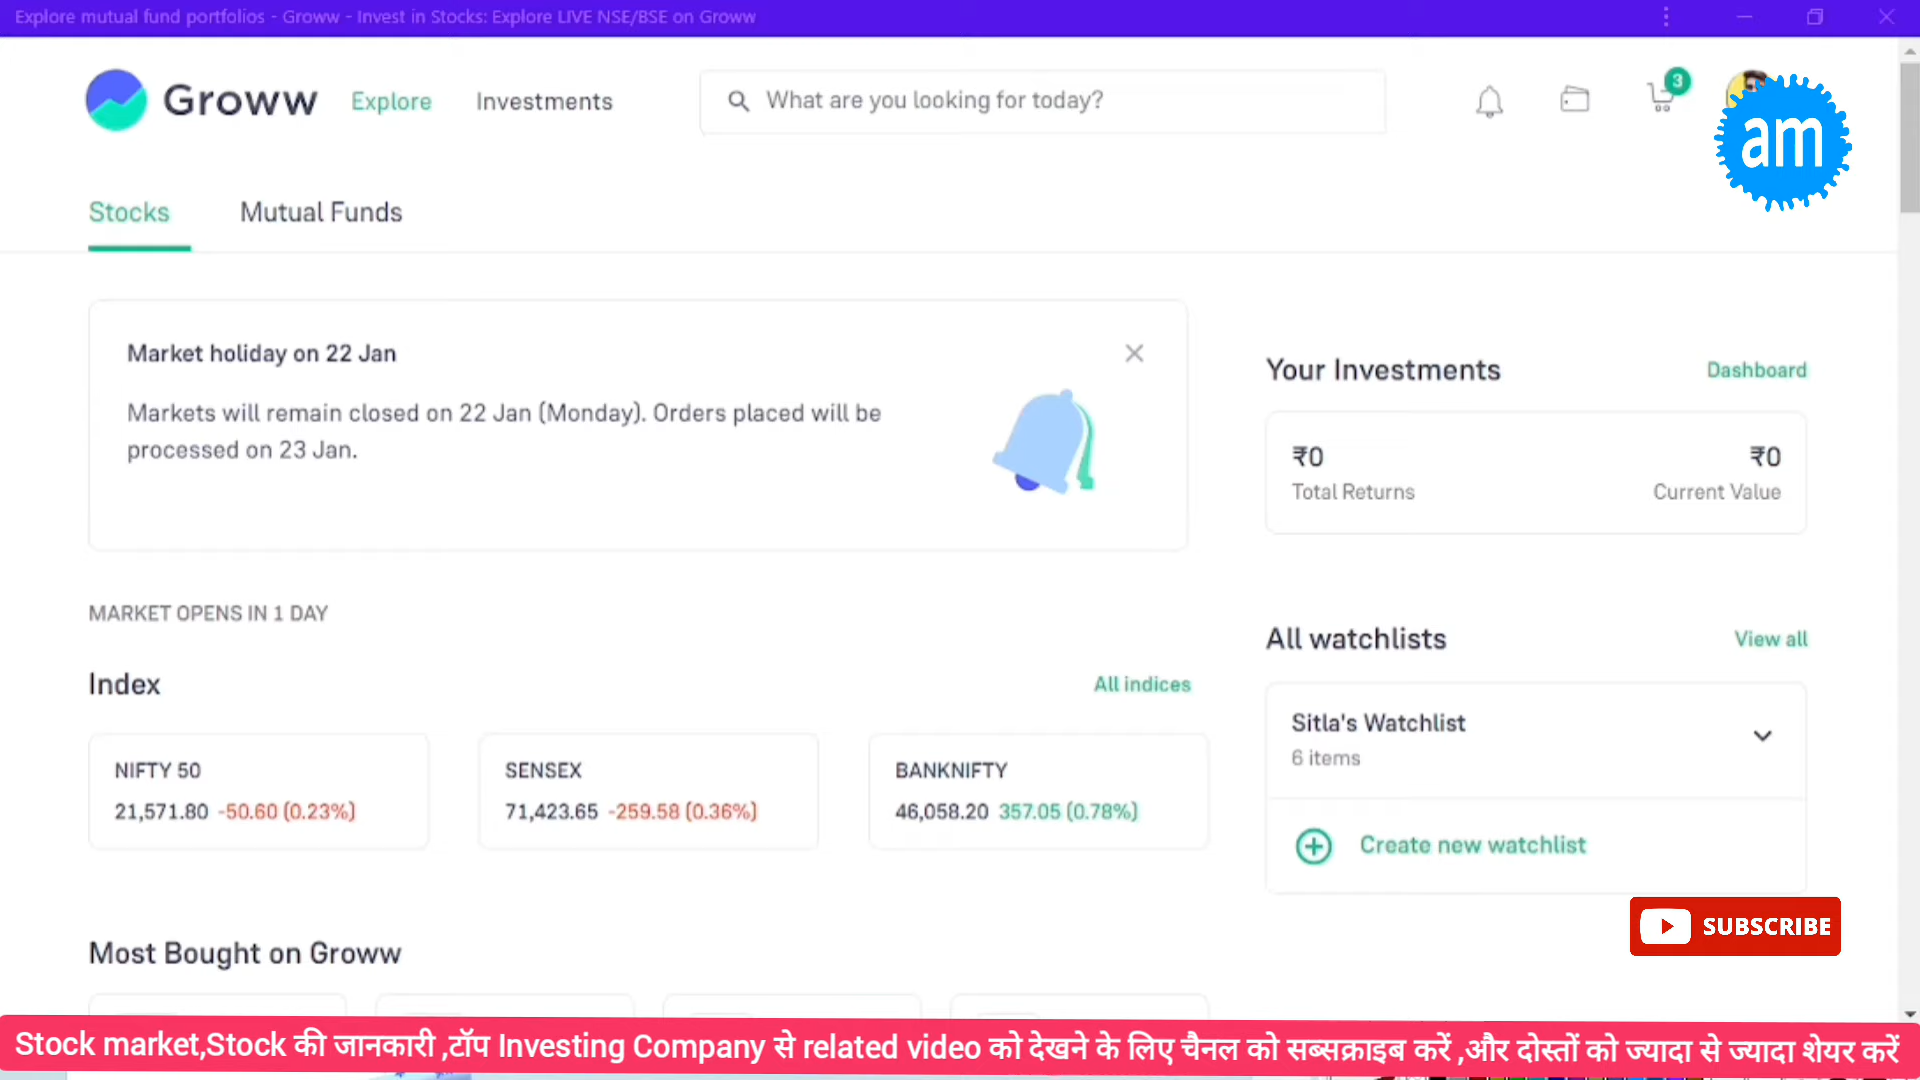 Explore mutual fund portfolios - Groww - Invest in Stocks: Explore LIVE NSE/BSE on Groww
Groww Explore Investments What are you looking for today? 3
am
Stocks Mutual Funds
Market holiday on 22 Jan
Markets will remain closed on 22 Jan (Monday). Orders placed will be
processed on 23 Jan.
Your Investments Dashboard
₹0 ₹0
Total Returns Current Value
MARKET OPENS IN 1 DAY
All watchlists View all
Index All indices
Sitla's Watchlist
6 items
NIFTY 50 SENSEX BANKNIFTY
21,571.80 -50.60 (0.23%) 71,423.65 -259.58 (0.36%) 46,058.20 357.05 (0.78%)
Create new watchlist
SUBSCRIBE
Most Bought on Groww
Stock market,Stock की जानकारी ,टॉप Investing Company से related video को देखने के लिए चैनल को सब्सक्राइब करें ,और दोस्तों को ज्यादा से ज्यादा शेयर करें